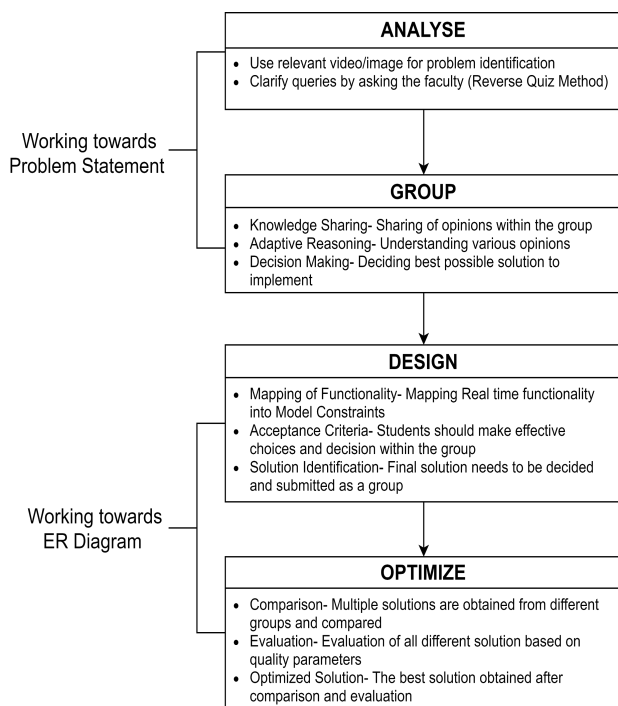 ANALYSE
• Use relevant video/image for problem identification
• Clarify queries by asking the faculty (Reverse Quiz Method)
Working towards
Problem Statement
GROUP
• Knowledge Sharing- Sharing of opinions within the group
• Adaptive Reasoning- Understanding various opinions
• Decision Making- Deciding best possible solution to
implement
DESIGN
• Mapping of Functionality- Mapping Real time functionality
into Model Constraints
• Acceptance Criteria- Students should make effective
choices and decision within the group
• Solution Identification- Final solution needs to be decided
and submitted as a group
Working towards
ER Diagram
OPTIMIZE
• Comparison- Multiple solutions are obtained from different
groups and compared
• Evaluation- Evaluation of all different solution based on
quality parameters
• Optimized Solution- The best solution obtained after
comparison and evaluation